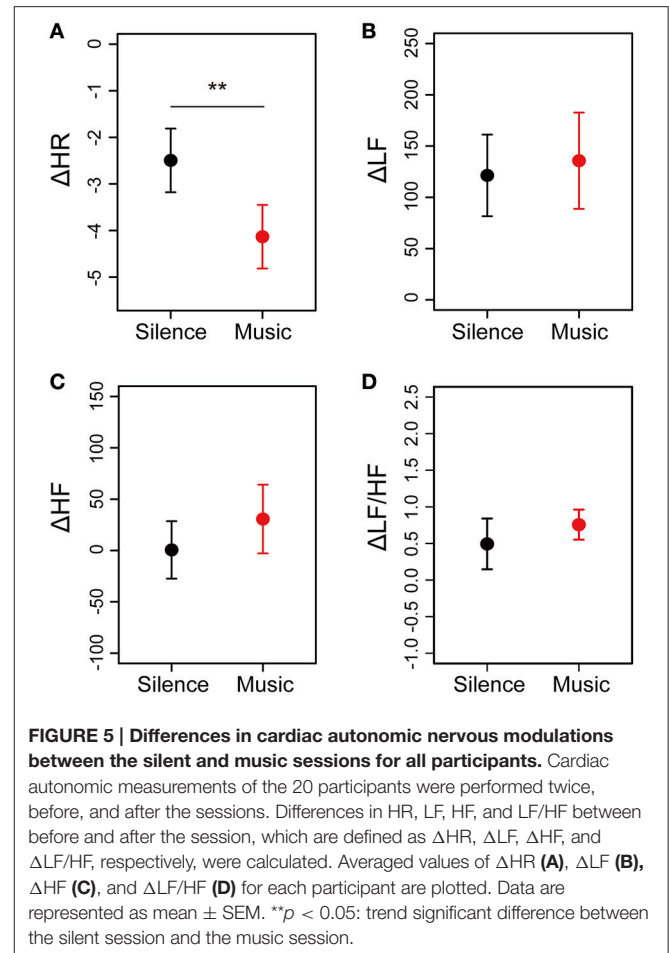 A
B
0
-1
-2
-3
-4
-5
ΔHR
**
Silence Music
250
200
150
100
50
0
ΔLF
Silence Music
C
D
150
100
50
0
-50
-100
ΔHF
Silence Music
2.5
2.0
1.5
1.0
0.5
0.0
-0.5
-1.0
ΔLF/HF
Silence Music
FIGURE 5 | Differences in cardiac autonomic nervous modulations
between the silent and music sessions for all participants. Cardiac
autonomic measurements of the 20 participants were performed twice,
before, and after the sessions. Differences in HR, LF, HF, and LF/HF between
before and after the session, which are defined as ΔHR, ΔLF, ΔHF, and
ΔLF/HF, respectively, were calculated. Averaged values of ΔHR (A), ΔLF (B),
ΔHF (C), and ΔLF/HF (D) for each participant are plotted. Data are
represented as mean ± SEM. **p < 0.05: trend significant difference between
the silent session and the music session.